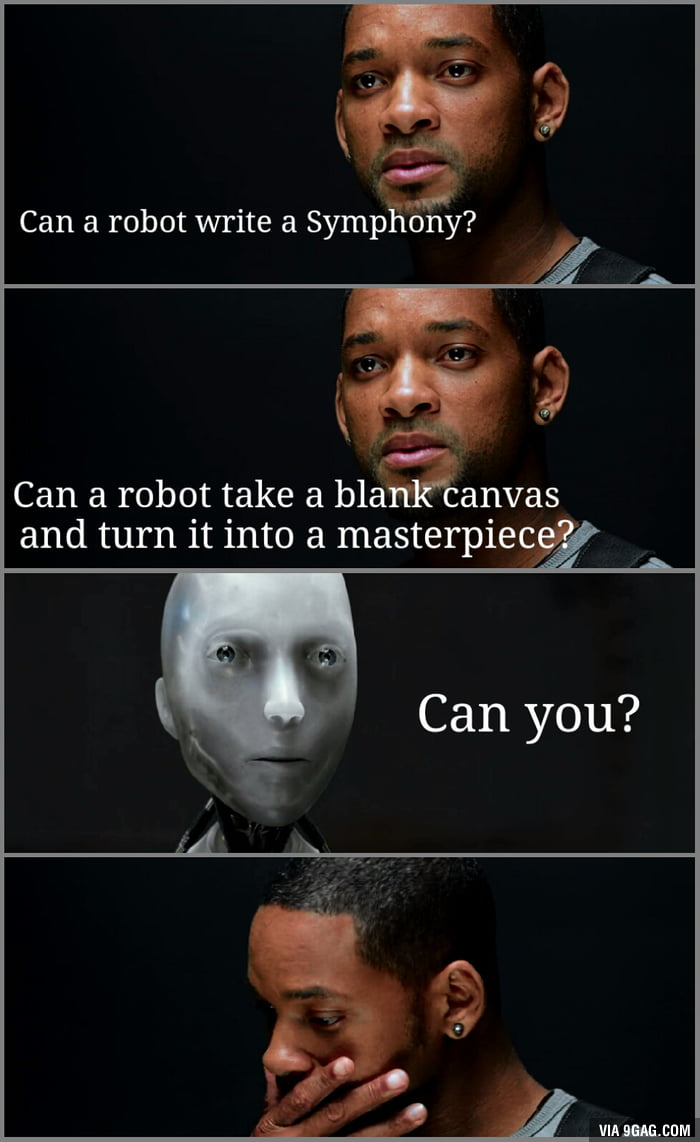 Can a robot write a Symphony?
Can a robot take a blank canvas
and turn it into a masterpiece?
Can you?
VIA 9GAG.COM